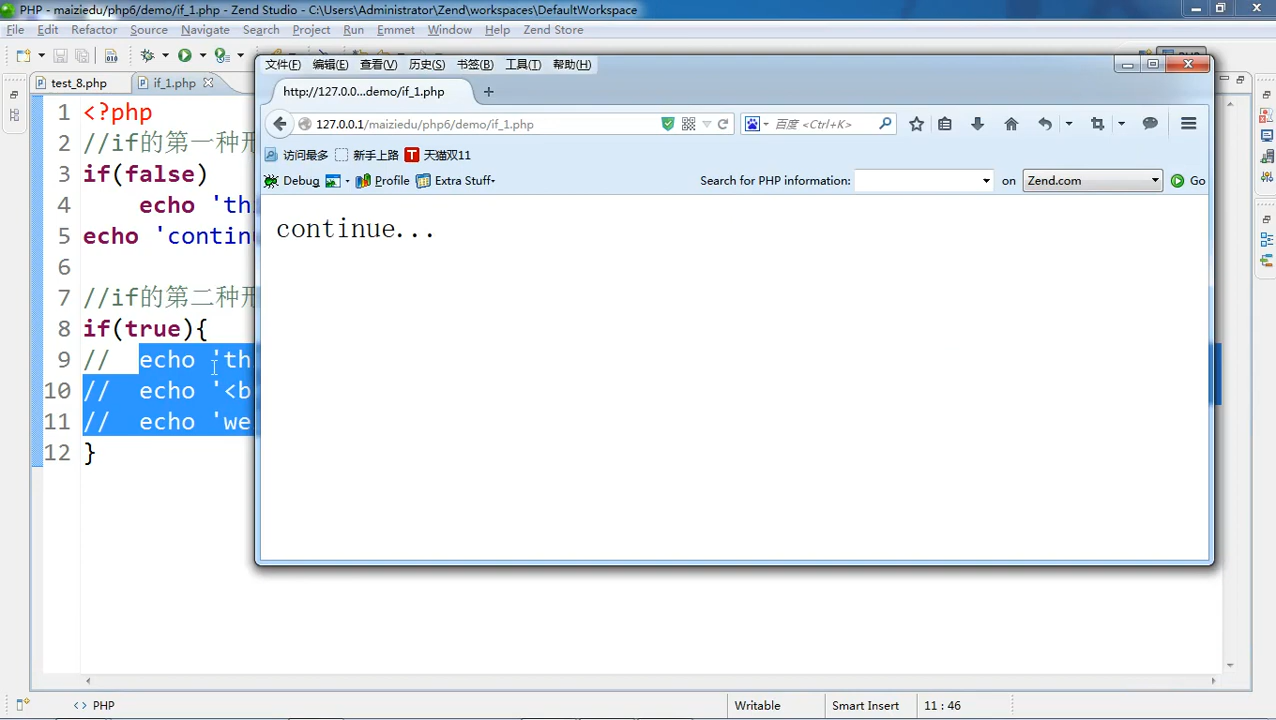 PHP - maiziedu/php6/demo/if_1.php - Zend Studio - C:\Users\Administrator\Zend\workspaces\DefaultWorkspace
File Edit Refactor Source Navigate Search Project Run Emmet Window Help Zend Store
test_8.php if_1.php
1 <?php
2 //if的第一种形
3 if(false)
4 echo 'th
5 echo 'contin
6
7 //if的第二种形
8 if(true){
9 // echo 'th
10 // echo '<b
11 // echo 'we
12 }
文件(F) 编辑(E) 查看(V) 历史(S) 书签(B) 工具(T) 帮助(H)
http://127.0.0...demo/if_1.php +
127.0.0.1/maiziedu/php6/demo/if_1.php 百度 <Ctrl+K>
访问最多 新手上路 T 天猫双11
Debug Profile Extra Stuff Search for PHP information: on Zend.com Go
continue...
<> PHP Writable Smart Insert 11 : 46